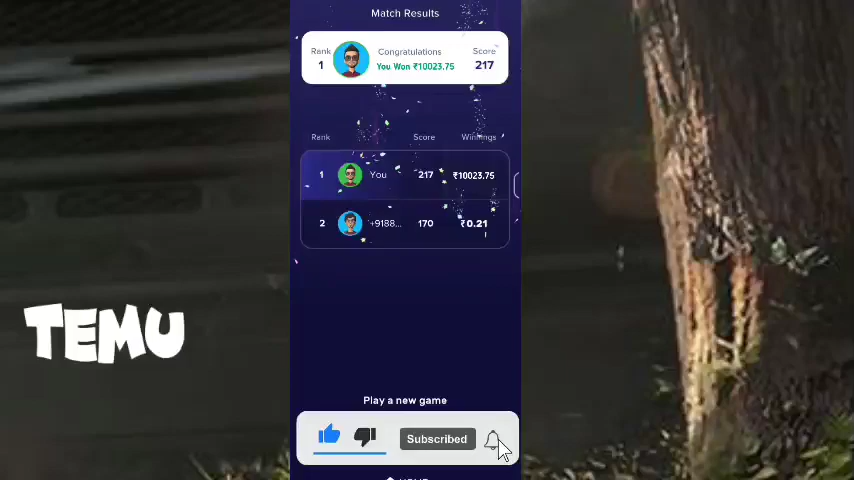 Match Results
Rank Congratulations Score
1 You Won ₹10023.75 217
Rank Score Winnings
1 You 217 ₹10023.75
2 +9188... 170 ₹0.21
TEMU
Play a new game
Subscribed